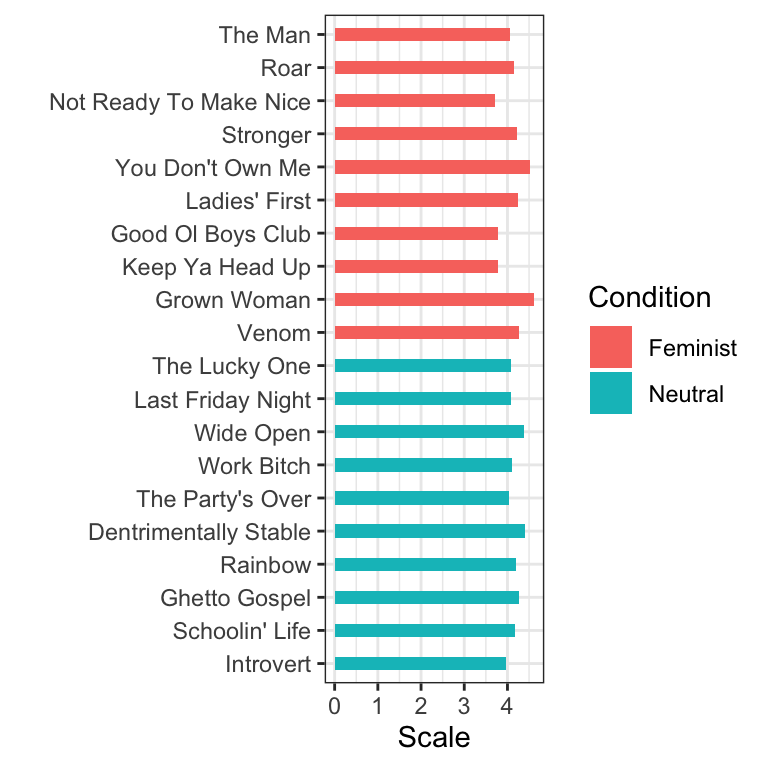 The Man
Roar
Not Ready To Make Nice
Stronger
You Don't Own Me
Ladies' First
Good Ol Boys Club
Keep Ya Head Up
Grown Woman
Venom
The Lucky One
Last Friday Night
Wide Open
Work Bitch
The Party's Over
Dentrimentally Stable
Rainbow
Ghetto Gospel
Schoolin' Life
Introvert
0 1 2 3 4
Scale
Condition
Feminist
Neutral